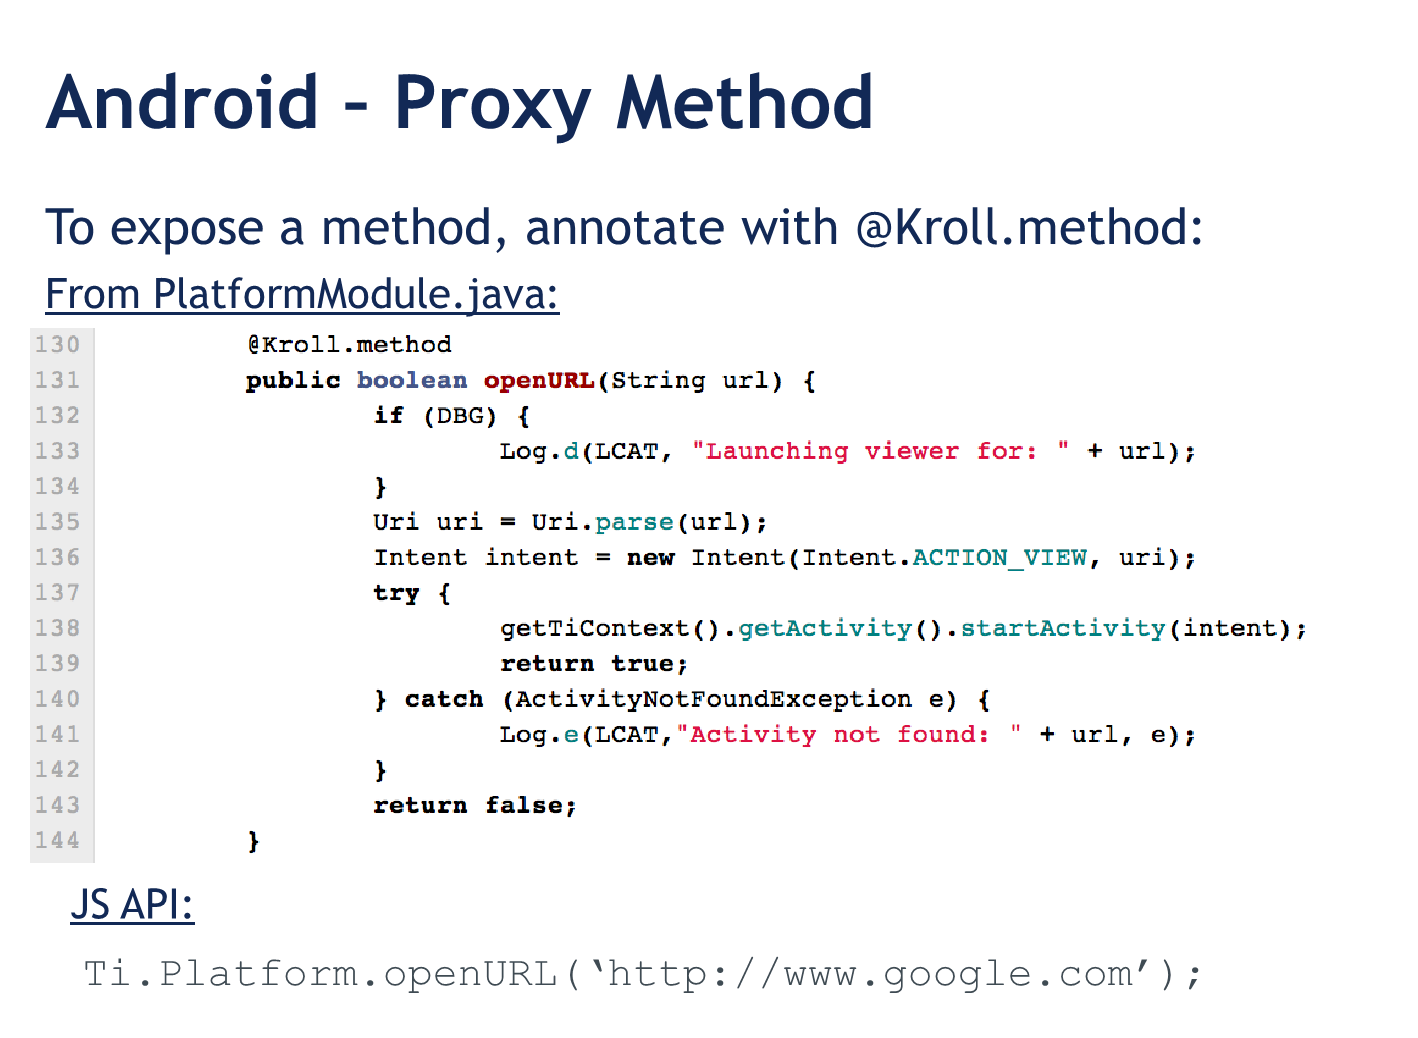 Android – Proxy Method
To expose a method, annotate with @Kroll.method:
From PlatformModule.java:
130 @Kroll.method
131 public boolean openURL(String url) {
132 if (DBG) {
133 Log.d(LCAT, "Launching viewer for: " + url);
134 }
135 Uri uri = Uri.parse(url);
136 Intent intent = new Intent(Intent.ACTION_VIEW, uri);
137 try {
138 getTiContext().getActivity().startActivity(intent);
139 return true;
140 } catch (ActivityNotFoundException e) {
141 Log.e(LCAT,"Activity not found: " + url, e);
142 }
143 return false;
144 }
JS API:
Ti.Platform.openURL(‘http://www.google.com’);